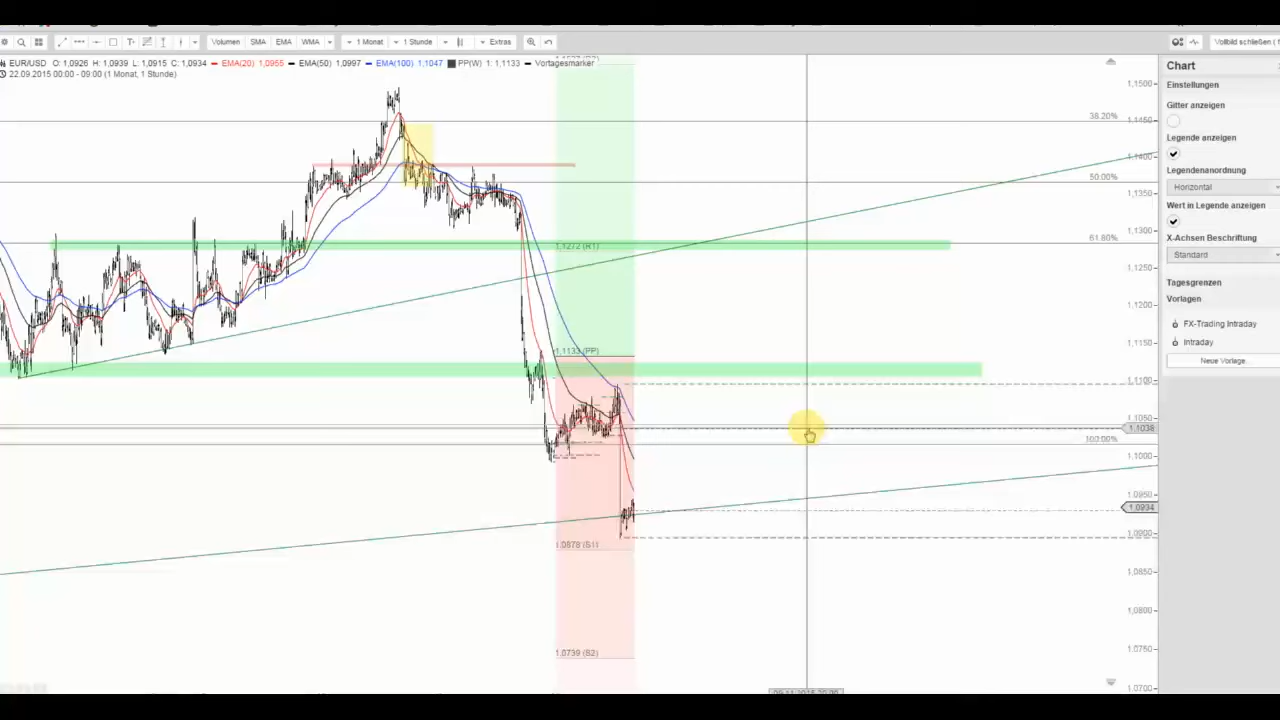 Volumen SMA EMA WMA 1 Monat 1 Stunde Extras Vollbild schließen (
EUR/USD O: 1,0926 H: 1,0939 L: 1,0915 C: 1,0934 EMA(20) 1,0955 EMA(50) 1,0997 EMA(100) 1,1047 PP(W) 1: 1,1133 Vortagesmarker
22.09.2015 00:00 - 09:00 (1 Monat, 1 Stunde)
Chart
Einstellungen
Gitter anzeigen
Legende anzeigen
Legendenanordnung
Horizontal
Wert in Legende anzeigen
X-Achsen Beschriftung
Standard
Tagesgrenzen
Vorlagen
FX-Trading Intraday
Intraday
Neue Vorlage...
1,1500
38.20%
1,1450
1,1400
50.00%
1,1350
1,1300
61.80%
1,1272 (R1)
1,1250
1,1200
1,1150
1,1133 (PP)
1,1100
1,1050
1,1038
100.00%
1,1000
1,0950
1,0934
1,0900
1,0878 (S1)
1,0850
1,0800
1,0750
1,0739 (S2)
1,0700